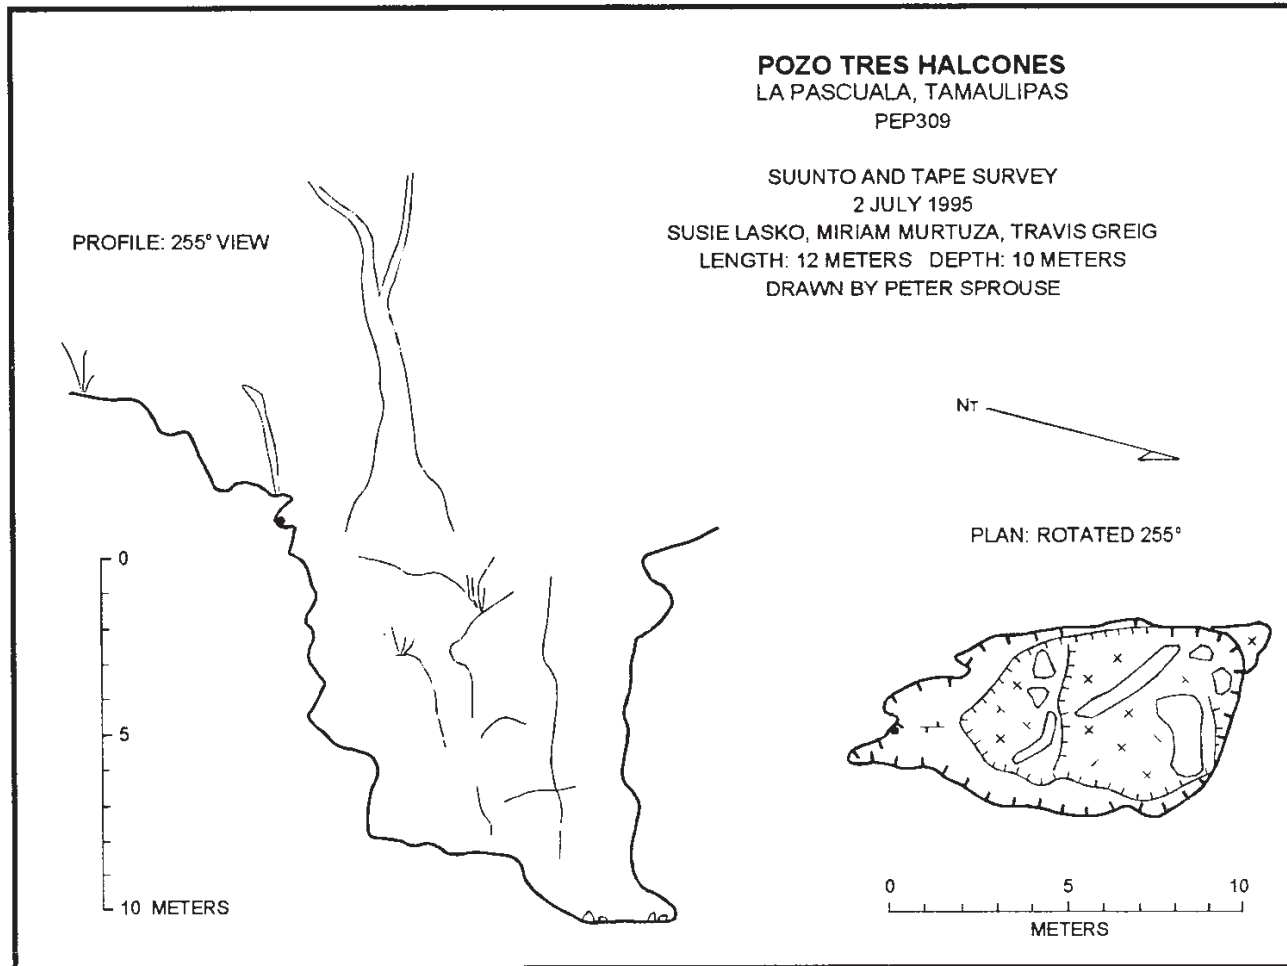 POZO TRES HALCONES
LA PASCUALA, TAMAULIPAS
PEP309
SUUNTO AND TAPE SURVEY
2 JULY 1995
SUSIE LASKO, MIRIAM MURTUZA, TRAVIS GREIG
LENGTH: 12 METERS DEPTH: 10 METERS
DRAWN BY PETER SPROUSE
PROFILE: 255° VIEW
NT
PLAN: ROTATED 255°
0
5
10 METERS
0 5 10
METERS